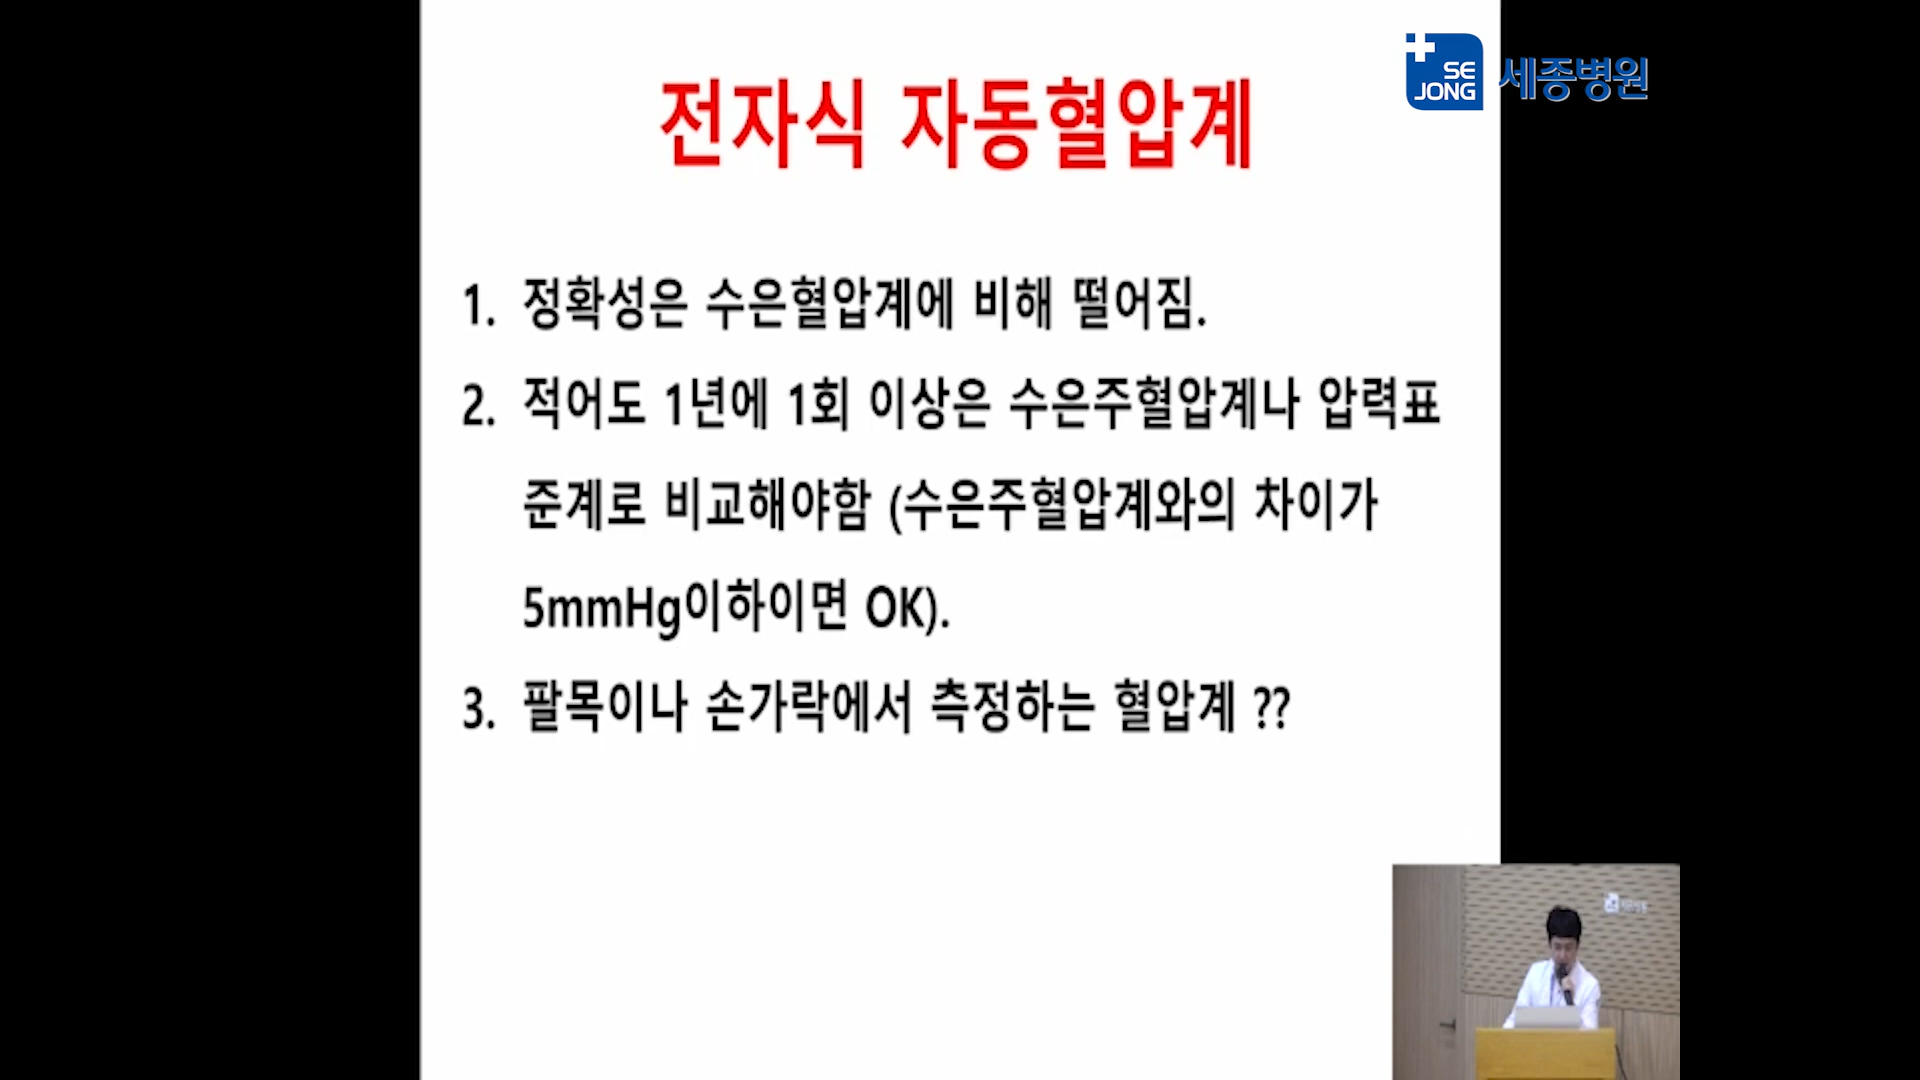 전자식 자동혈압계
SE
JONG
세종병원
1. 정확성은 수은혈압계에 비해 떨어짐.
2. 적어도 1년에 1회 이상은 수은주혈압계나 압력표
준계로 비교해야함 (수은주혈압계와의 차이가
5mmHg이하이면 OK).
3. 팔목이나 손가락에서 측정하는 혈압계 ??